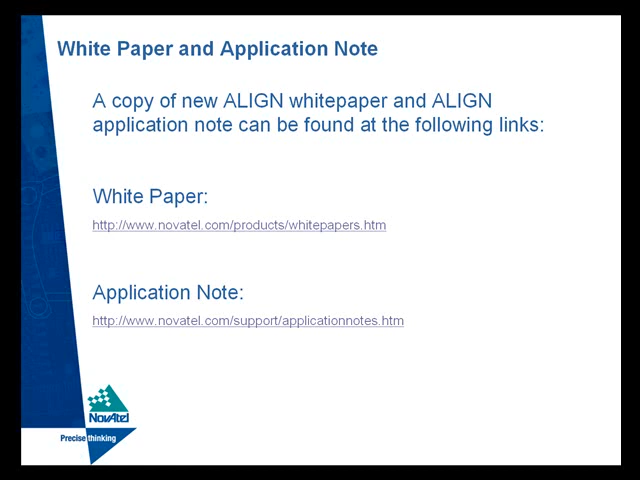 White Paper and Application Note
A copy of new ALIGN whitepaper and ALIGN
application note can be found at the following links:
White Paper:
http://www.novatel.com/products/whitepapers.htm
Application Note:
http://www.novatel.com/support/applicationnotes.htm
NovAtel
Precise thinking